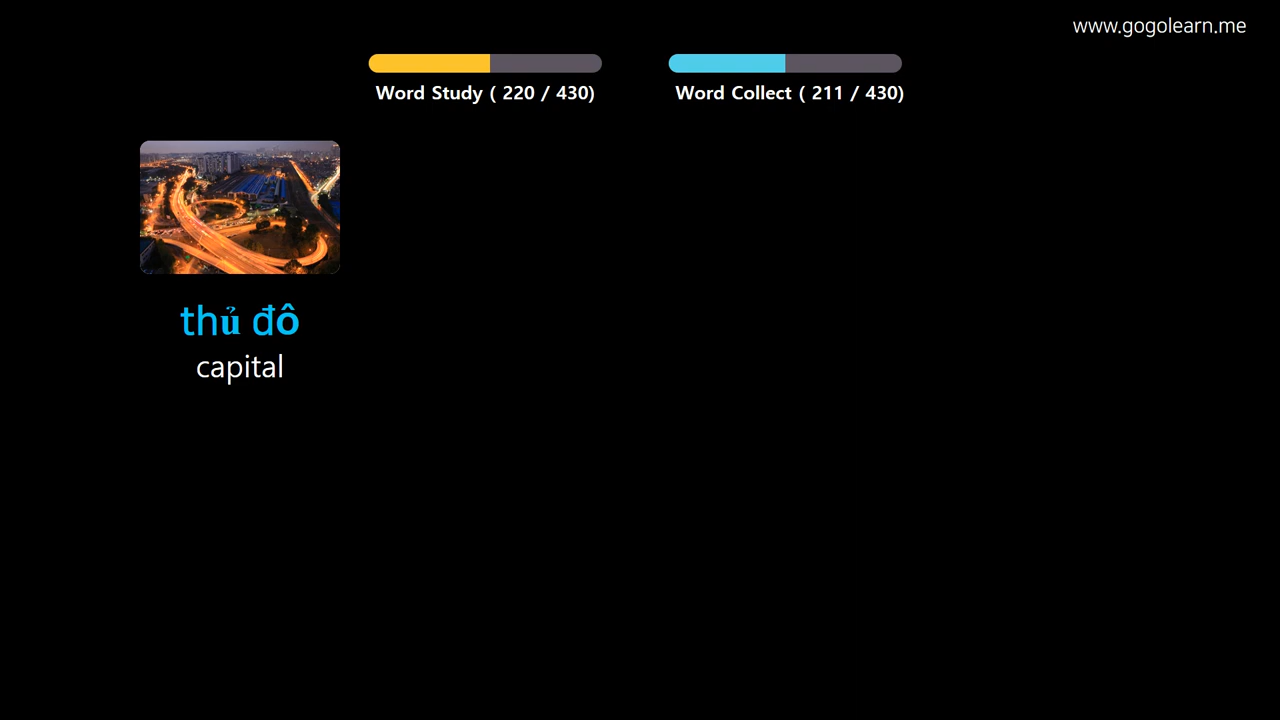 www.gogolearn.me
Word Study ( 220 / 430)
Word Collect ( 211 / 430)
thủ đô
capital